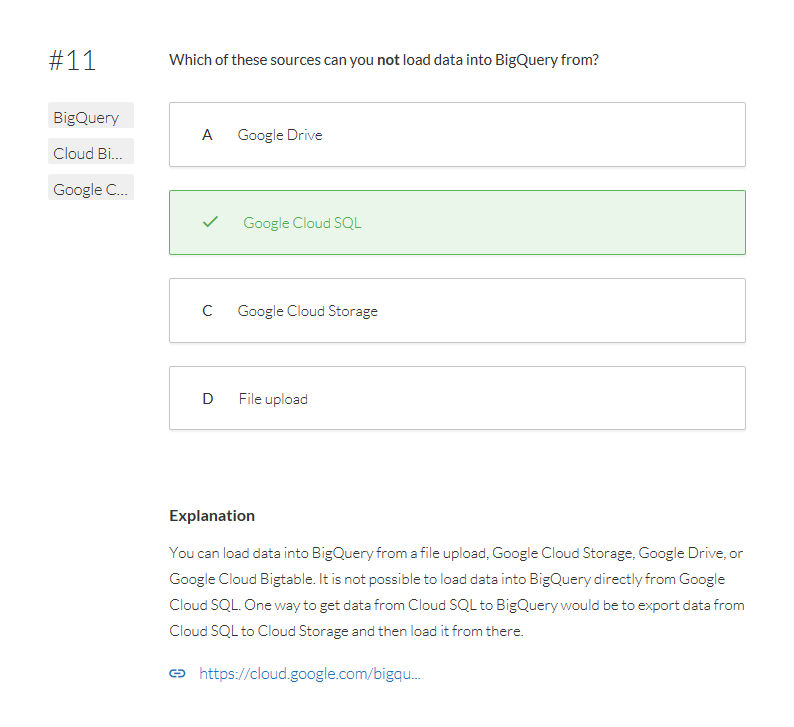 #11
Which of these sources can you not load data into BigQuery from?
BigQuery
Cloud Bi...
Google C...
A Google Drive
Google Cloud SQL
C Google Cloud Storage
D File upload
Explanation
You can load data into BigQuery from a file upload, Google Cloud Storage, Google Drive, or
Google Cloud Bigtable. It is not possible to load data into BigQuery directly from Google
Cloud SQL. One way to get data from Cloud SQL to BigQuery would be to export data from
Cloud SQL to Cloud Storage and then load it from there.
https://cloud.google.com/bigqu...